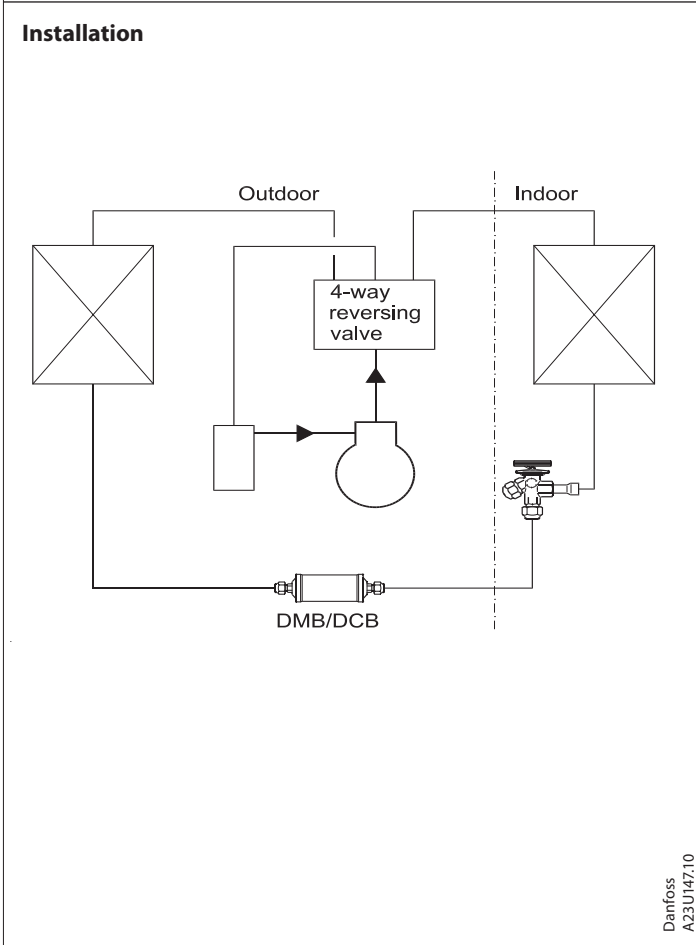 Installation
Outdoor
Indoor
4-way
reversing
valve
DMB/DCB
Danfoss
A23U147.10